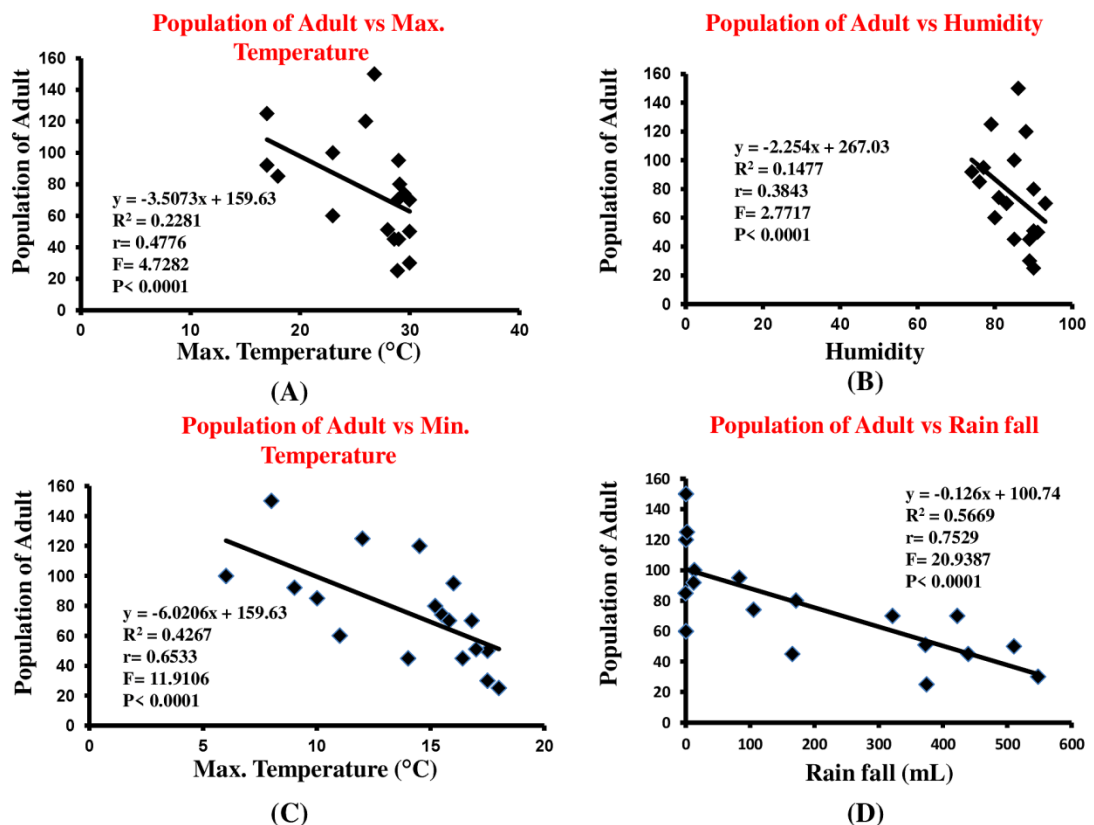 Population of Adult vs Max.
Temperature
Population of Adult
160
140
120
100
80
60
40
20
0
y = -3.5073x + 159.63
R² = 0.2281
r= 0.4776
F= 4.7282
P< 0.0001
0 10 20 30 40
Max. Temperature (°C)
(A)
Population of Adult vs Humidity
Population of Adult
160
140
120
100
80
60
40
20
0
y = -2.254x + 267.03
R² = 0.1477
r= 0.3843
F= 2.7717
P< 0.0001
0 20 40 60 80 100
Humidity
(B)
Population of Adult vs Min.
Temperature
Population of Adult
160
140
120
100
80
60
40
20
0
y = -6.0206x + 159.63
R² = 0.4267
r= 0.6533
F= 11.9106
P< 0.0001
0 5 10 15 20
Max. Temperature (°C)
(C)
Population of Adult vs Rain fall
Population of Adult
160
140
120
100
80
60
40
20
0
y = -0.126x + 100.74
R² = 0.5669
r= 0.7529
F= 20.9387
P< 0.0001
0 100 200 300 400 500 600
Rain fall (mL)
(D)